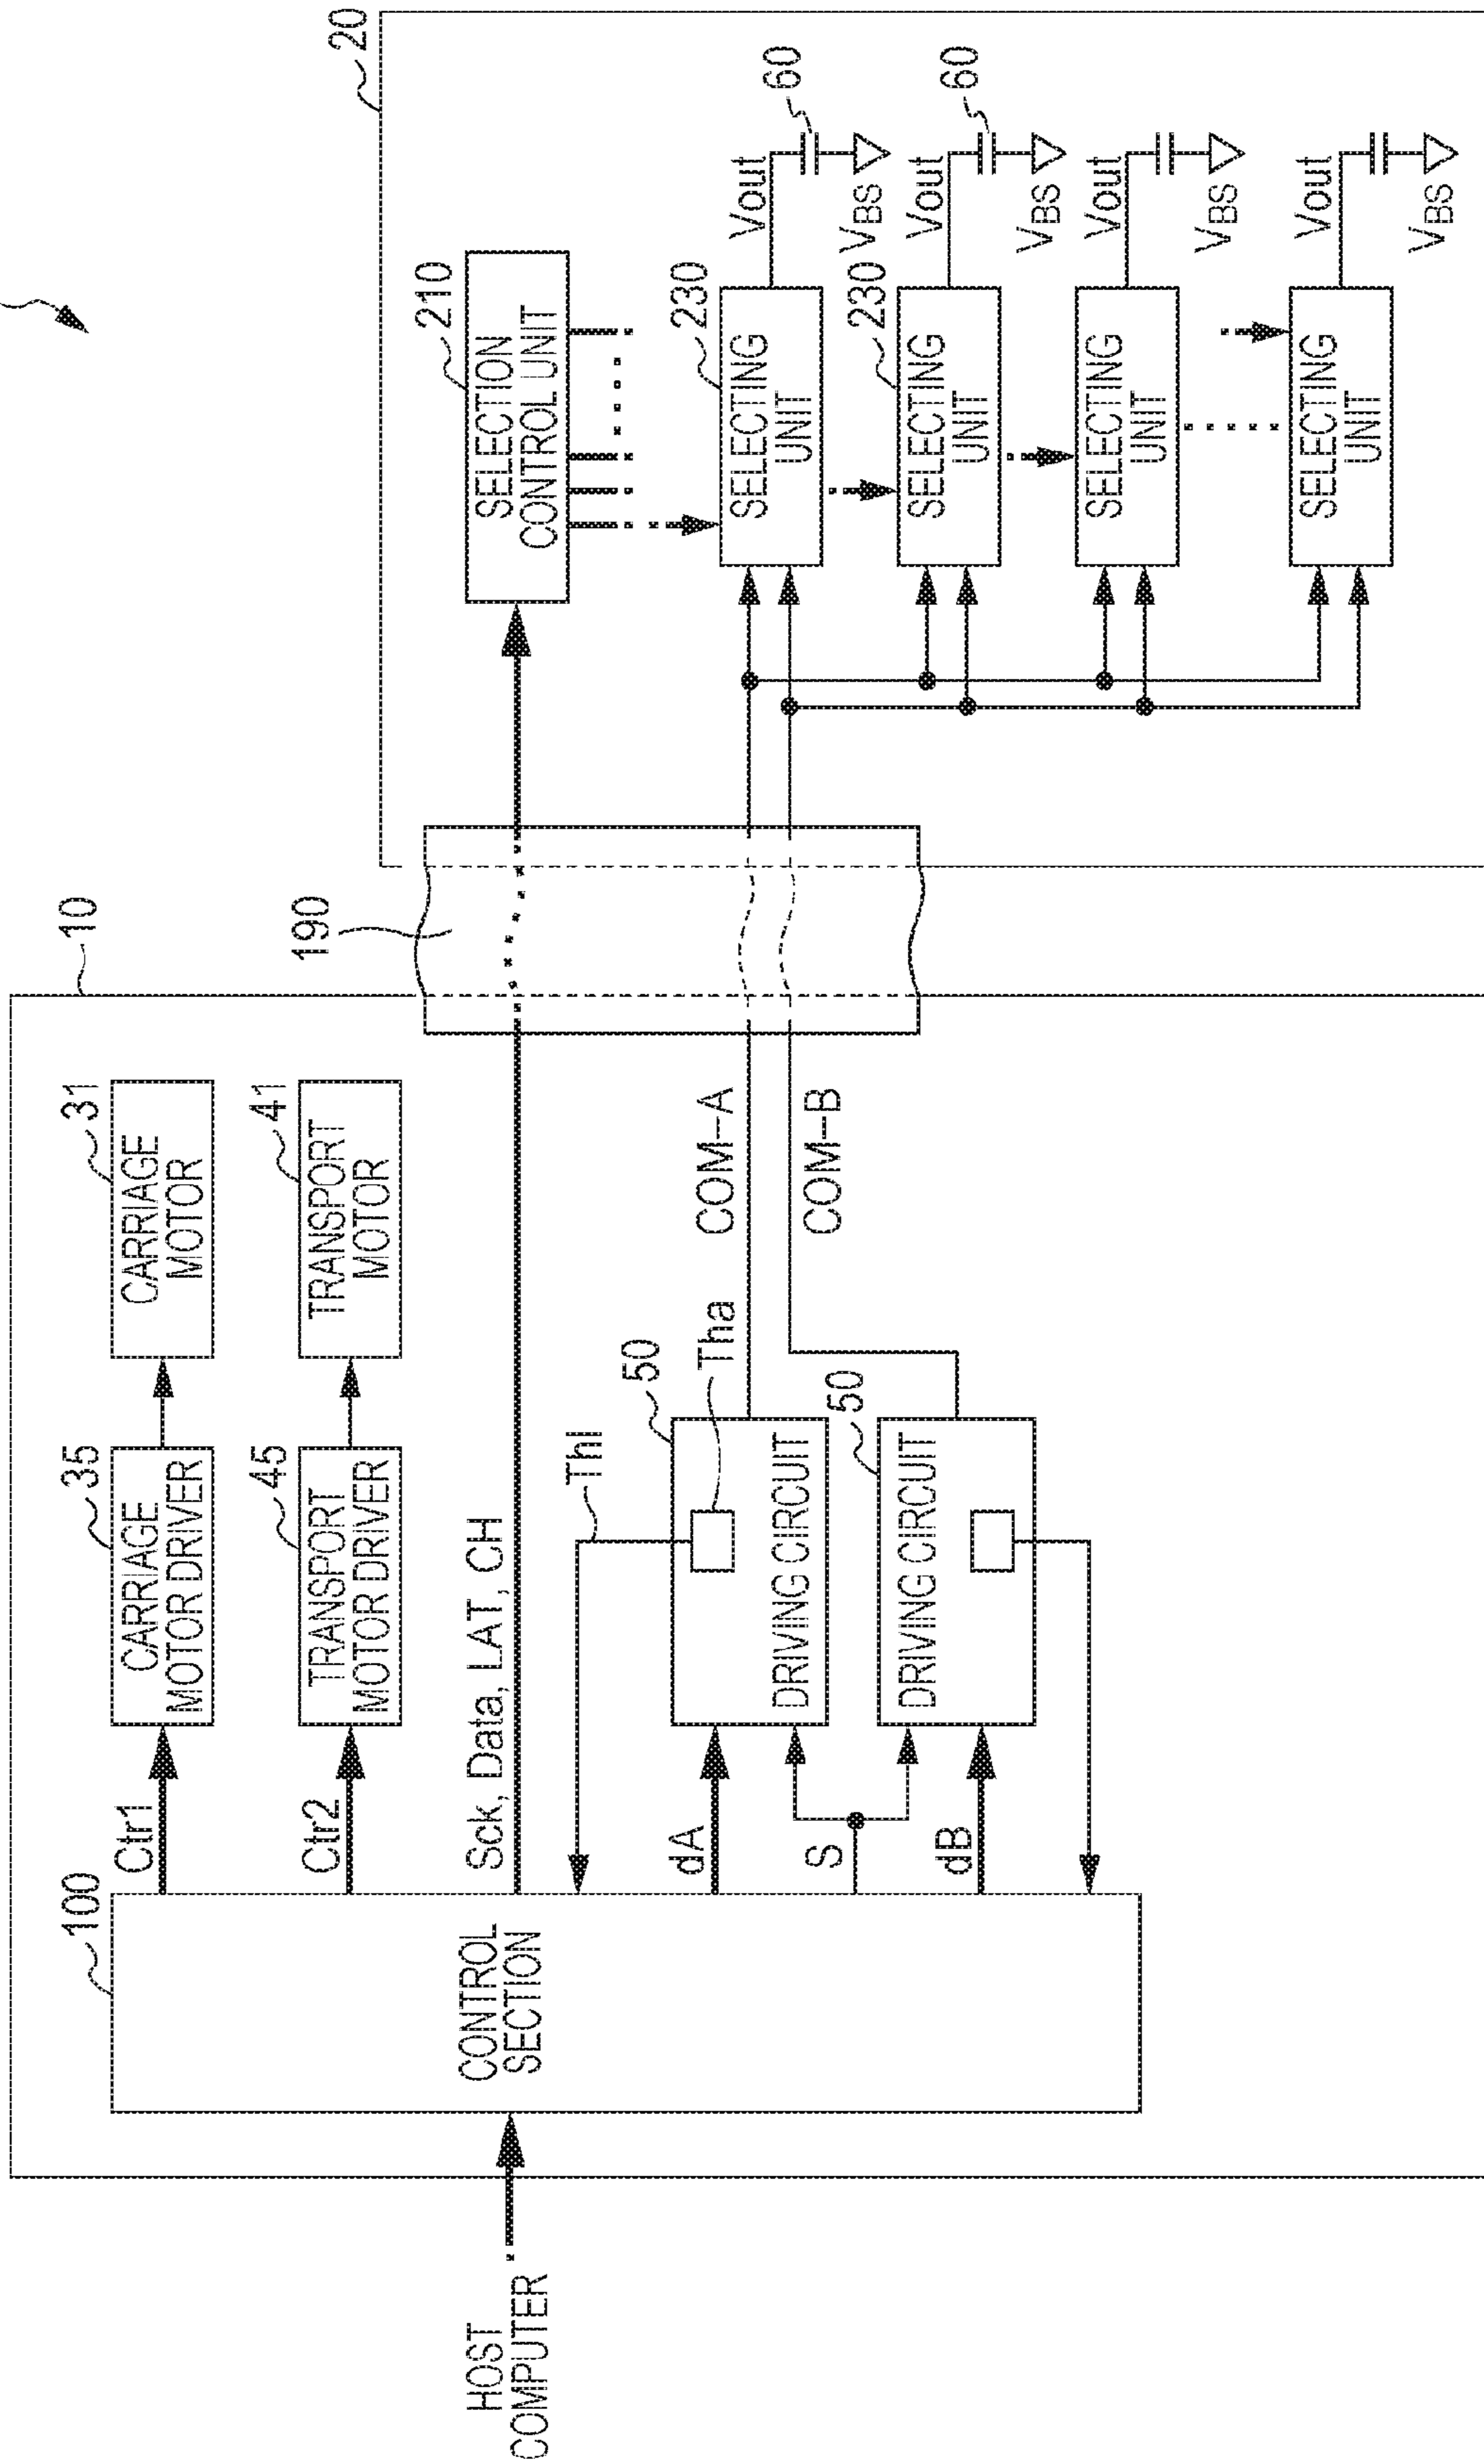 HOST
COMPUTER
100
CONTROL
SECTION
10
Ctr1
35
CARRIAGE
MOTOR DRIVER
31
CARRIAGE
MOTOR
Ctr2
45
TRANSPORT
MOTOR DRIVER
41
TRANSPORT
MOTOR
Sck, Data, LAT, CH
ThI
dA
50
Tha
DRIVING CIRCUIT
COM-A
S
50
DRIVING CIRCUIT
COM-B
dB
190
20
210
SELECTION
CONTROL UNIT
230
SELECTING
UNIT
Vout
60
VBS
230
SELECTING
UNIT
Vout
60
VBS
SELECTING
UNIT
Vout
VBS
SELECTING
UNIT
Vout
VBS